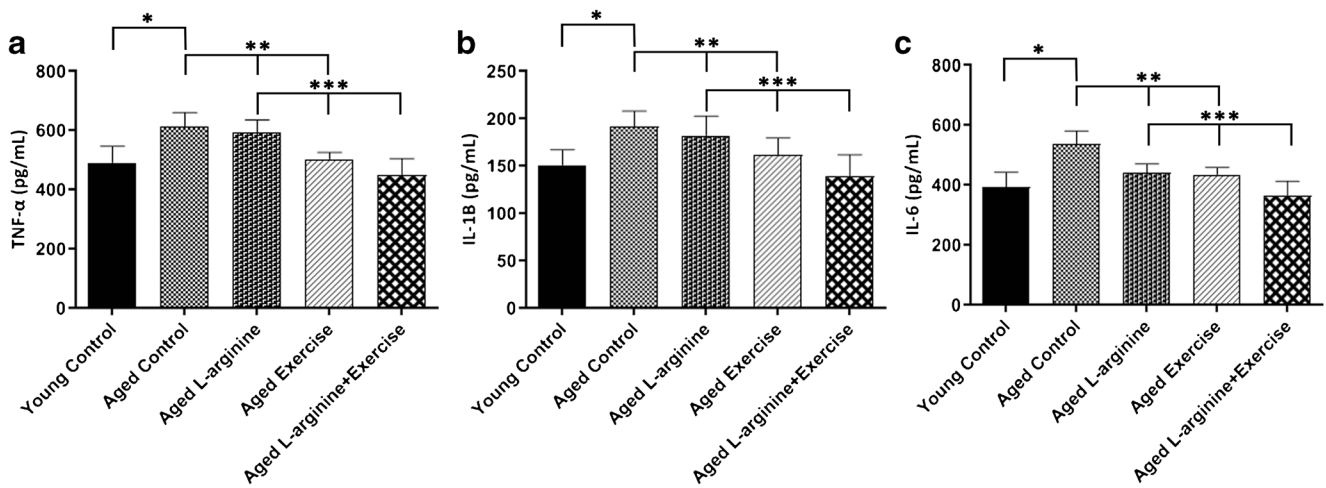 a
*
**
***
TNF-α (pg/mL)
800
600
400
200
0
Young Control
Aged Control
Aged L-arginine
Aged Exercise
Aged L-arginine+Exercise
b
*
**
***
IL-1B (pg/mL)
250
200
150
100
50
0
Young Control
Aged Control
Aged L-arginine
Aged Exercise
Aged L-arginine+Exercise
c
*
**
***
IL-6 (pg/mL)
800
600
400
200
0
Young Control
Aged Control
Aged L-arginine
Aged Exercise
Aged L-arginine+Exercise